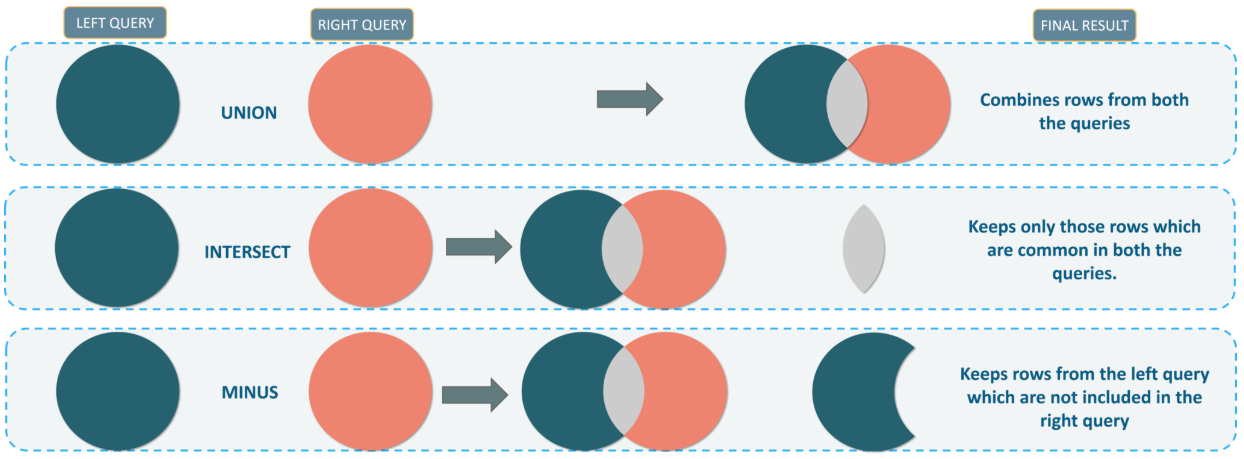 LEFT QUERY
RIGHT QUERY
FINAL RESULT
UNION
Combines rows from both
the queries
INTERSECT
Keeps only those rows which
are common in both the
queries.
MINUS
Keeps rows from the left query
which are not included in the
right query